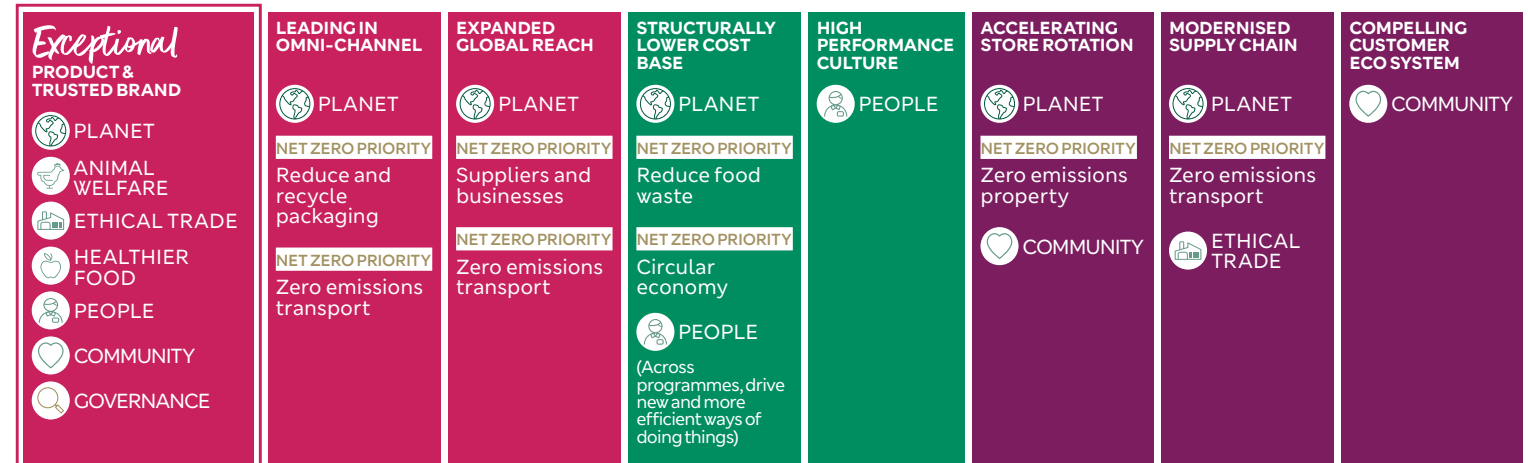 Exceptional
PRODUCT &
TRUSTED BRAND
PLANET
ANIMAL
WELFARE
ETHICAL TRADE
HEALTHIER
FOOD
PEOPLE
COMMUNITY
GOVERNANCE
LEADING IN
OMNI-CHANNEL
PLANET
NET ZERO PRIORITY
Reduce and
recycle
packaging
NET ZERO PRIORITY
Zero emissions
transport
EXPANDED
GLOBAL REACH
PLANET
NET ZERO PRIORITY
Suppliers and
businesses
NET ZERO PRIORITY
Zero emissions
transport
STRUCTURALLY
LOWER COST
BASE
PLANET
NET ZERO PRIORITY
Reduce food
waste
NET ZERO PRIORITY
Circular
economy
PEOPLE
(Across
programmes, drive
new and more
efficient ways of
doing things)
HIGH
PERFORMANCE
CULTURE
PEOPLE
ACCELERATING
STORE ROTATION
PLANET
NET ZERO PRIORITY
Zero emissions
property
COMMUNITY
MODERNISED
SUPPLY CHAIN
PLANET
NET ZERO PRIORITY
Zero emissions
transport
ETHICAL
TRADE
COMPELLING
CUSTOMER
ECO SYSTEM
COMMUNITY